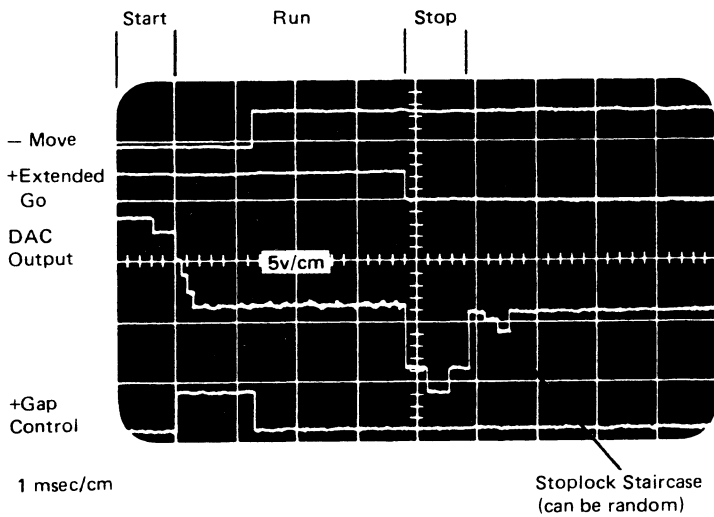 Start Run Stop
– Move
+Extended
Go
DAC
Output
5v/cm
+Gap
Control
1 msec/cm
Stoplock Staircase
(can be random)